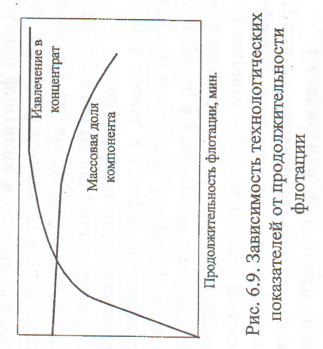 Извлечение в
концентрат
Массовая доля
компонента
Продолжительность флотации, мин.
Рис. 6.9. Зависимость технологических
показателей от продолжительности
флотации